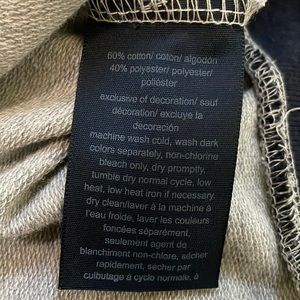 60% cotton/ coton/ algodón
40% polyester/ polyester/
poliéster
exclusive of decoration/ sauf
décoration/ excluye la
decoración
machine wash cold, wash dark
colors separately, non-chlorine
bleach only, dry promptly,
tumble dry normal cycle, low
heat, low heat iron if necessary.
dry clean/laver à la machine à
l'eau froide, laver les couleurs
foncées séparément,
seulement agent de
blanchiment non-chlore, sécher
rapidement, sécher par
culbutage à cycle normale, à